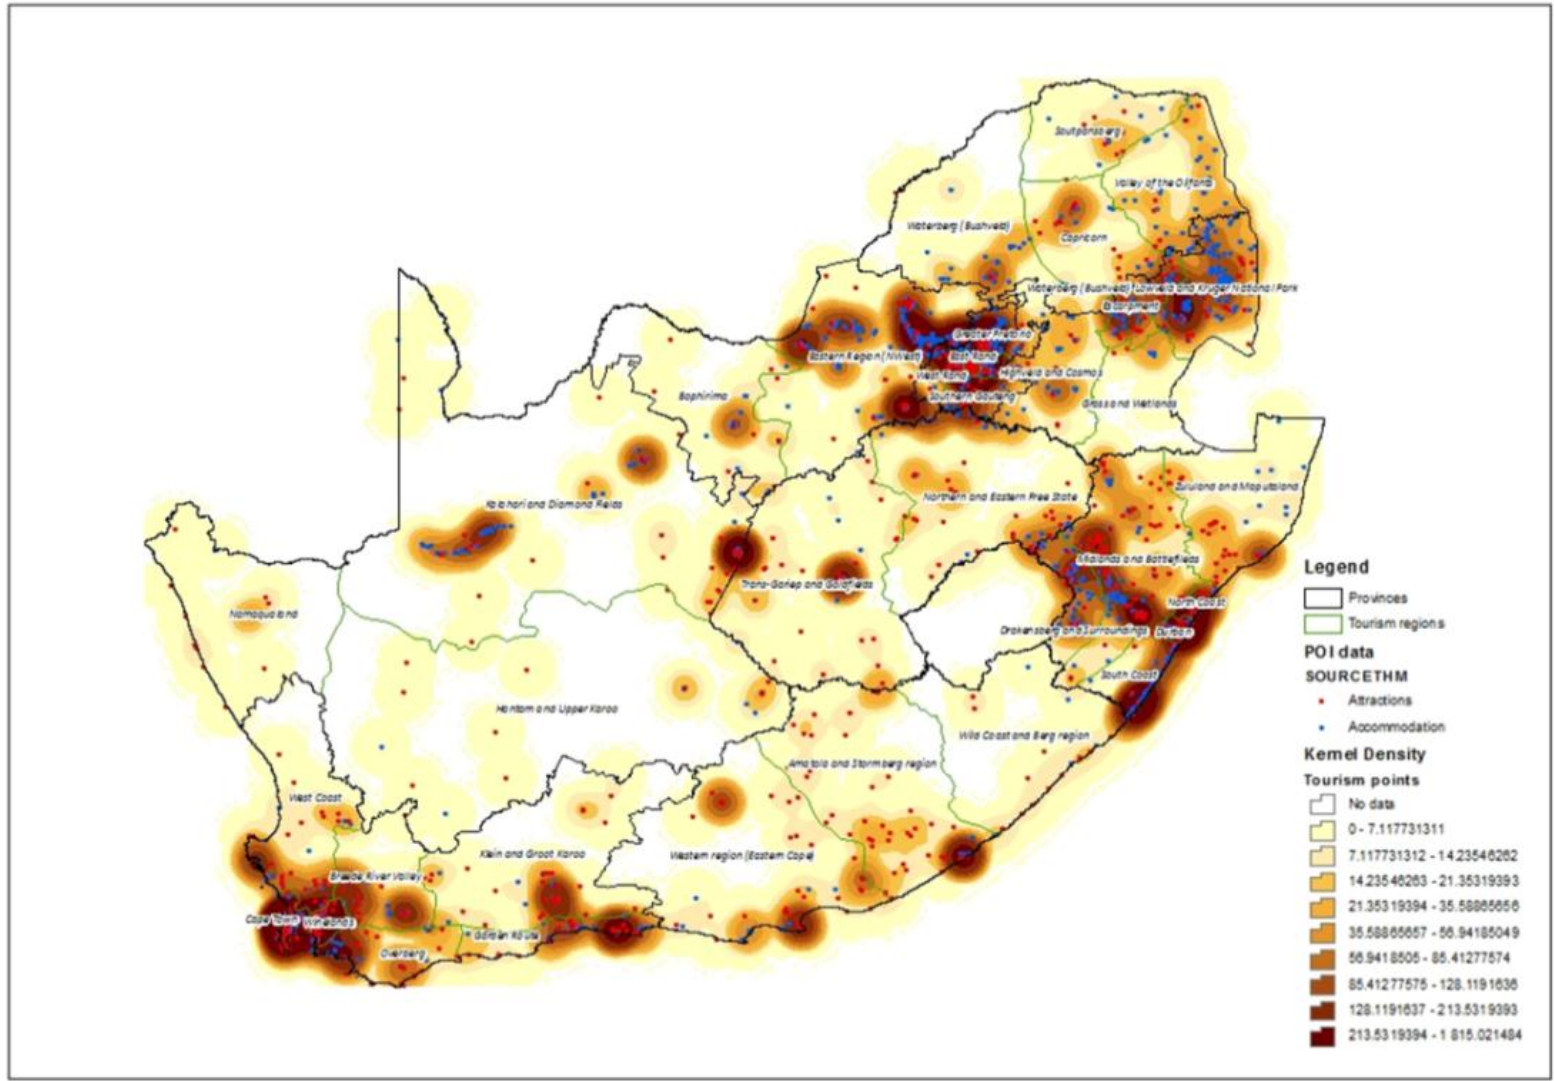 Soutpansberg
Valley of the Olifants
Waterberg (Bushveld)
Capricorn
Waterberg (Bushveld)
Lowveld and Kruger National Park
Escarpment
Greater Pretoria
Eastern Region (NWest)
East Rand
West Rand
Highveld and Cosmos
Southern Gauteng
Grass and Wetlands
Bophirima
Kalahari and Diamond Fields
Northern and Eastern Free State
Zululand and Maputaland
Midlands and Battlefields
Trans-Gariep and Goldfields
North Coast
Namaqualand
Drakensberg and Surroundings
Durban
South Coast
Hantam and Upper Karoo
Wild Coast and Berg region
Amatola and Stormberg region
West Coast
Klein and Groot Karoo
Western region (Eastern Cape)
Breede River Valley
Cape Town
Winelands
Garden Route
Overberg
Legend
Provinces
Tourism regions
POI data
SOURCETHM
Attractions
Accommodation
Kernel Density
Tourism points
No data
0 - 7.117731311
7.117731312 - 14.23546262
14.23546263 - 21.35319393
21.35319394 - 35.58865656
35.58865657 - 56.94185049
56.9418505 - 85.41277574
85.41277575 - 128.1191636
128.1191637 - 213.5319393
213.5319394 - 1 815.021484